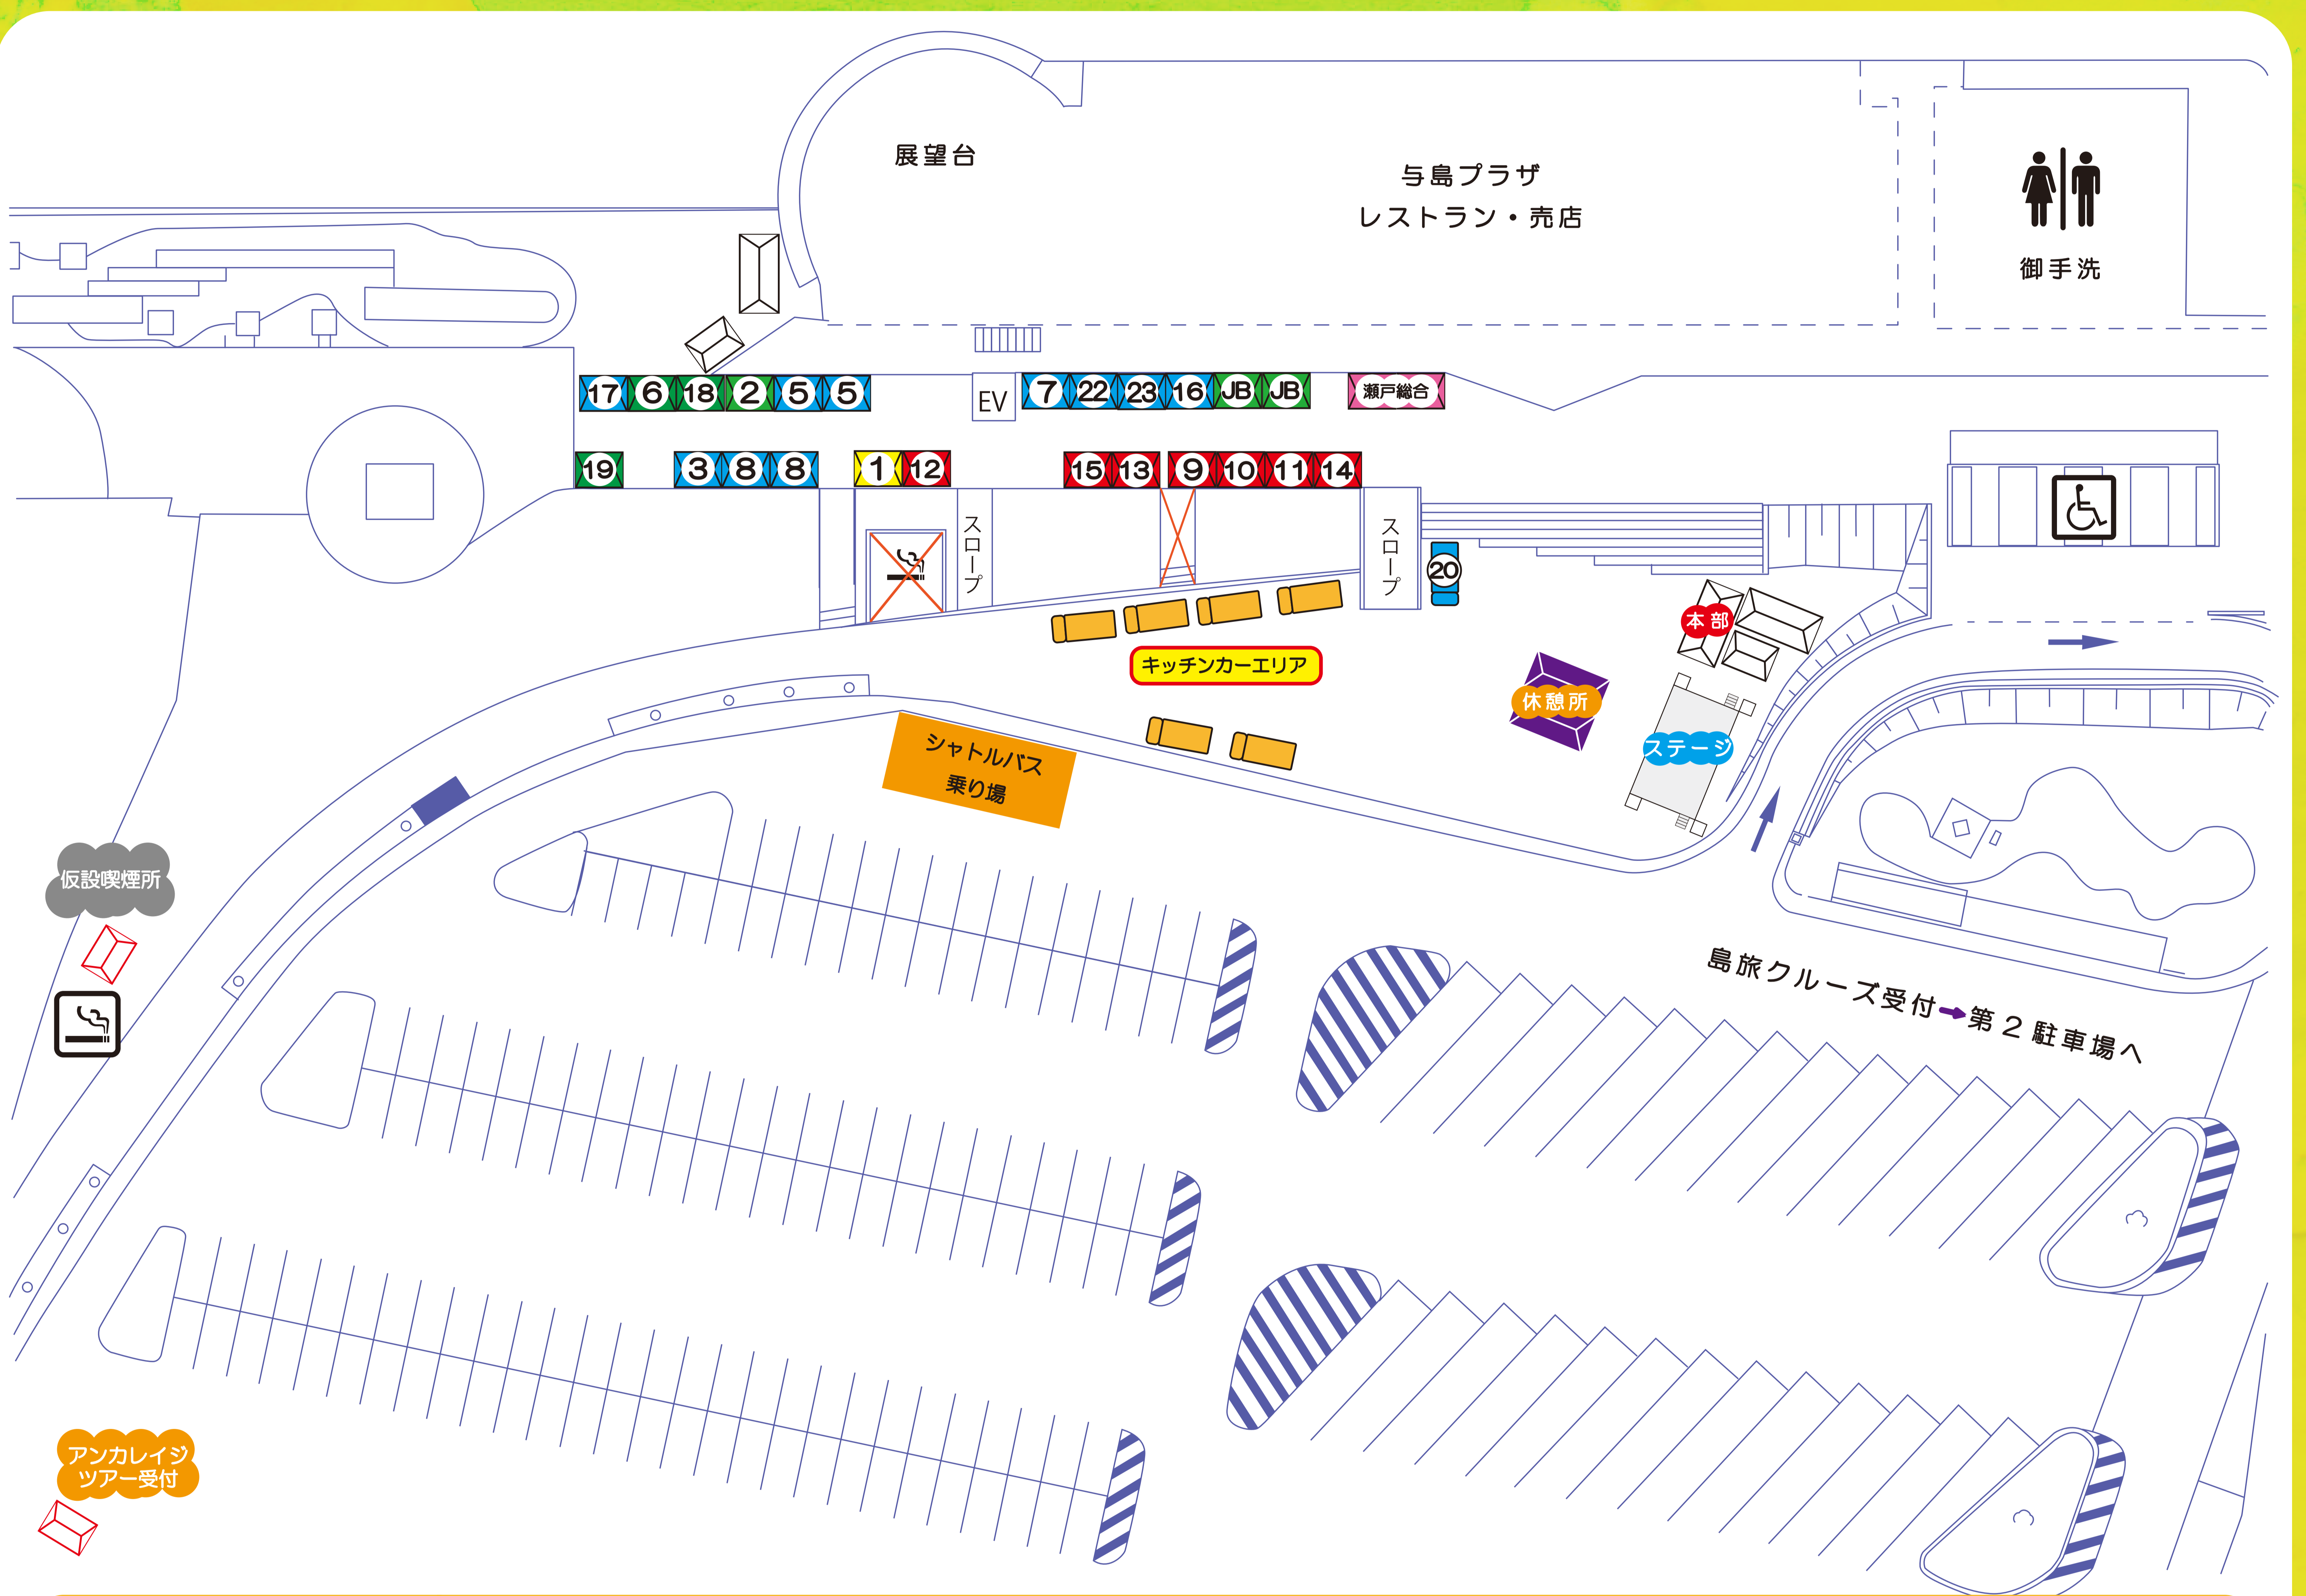 展望台
与島プラザ
レストラン・売店
御手洗
17 6 18 2 5 5
EV
7 22 23 16 JB JB
瀬戸総合
19
3 8 8
1 12
15 13
9 10 11 14
スロープ
スロープ
20
本部
キッチンカーエリア
休憩所
ステージ
シャトルバス
乗り場
仮設喫煙所
島旅クルーズ受付→第2駐車場へ
アンカレイジ
ツアー受付